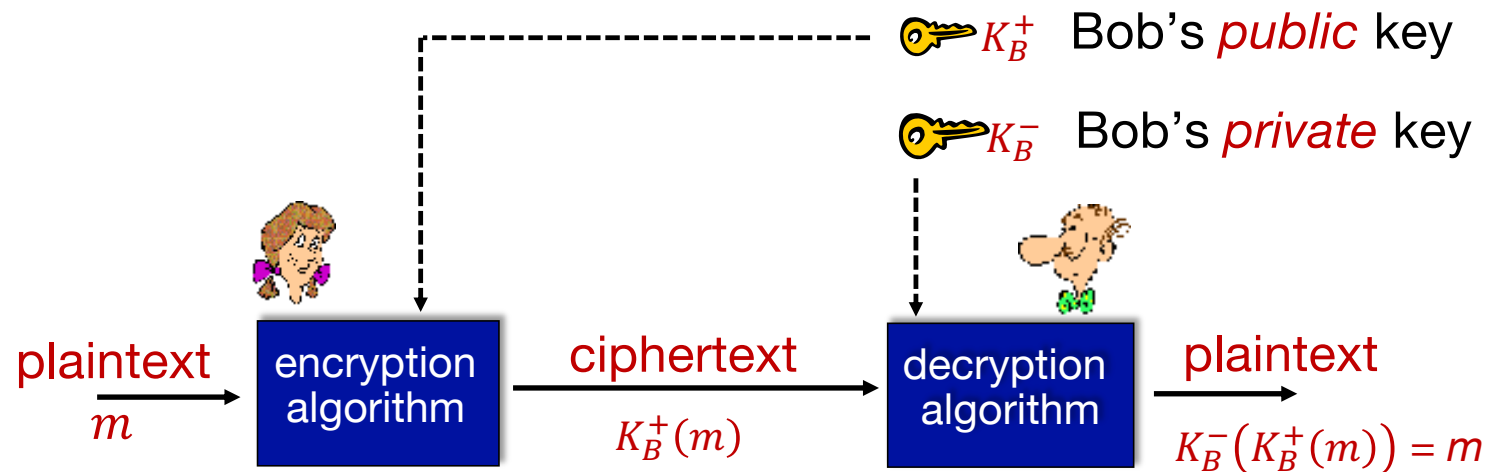 K_B^+ Bob's public key
K_B^- Bob's private key
plaintext
m
encryption
algorithm
ciphertext
K_B^+(m)
decryption
algorithm
plaintext
K_B^-(K_B^+(m)) = m